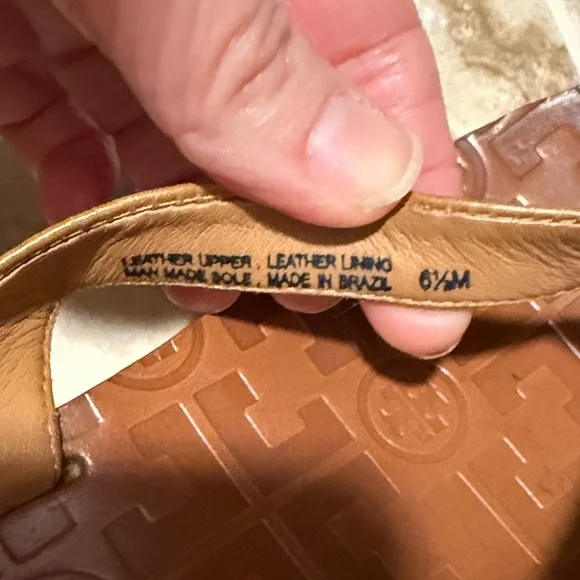 LEATHER UPPER . LEATHER LINING
MAN MADE SOLE . MADE IN BRAZIL 6½M